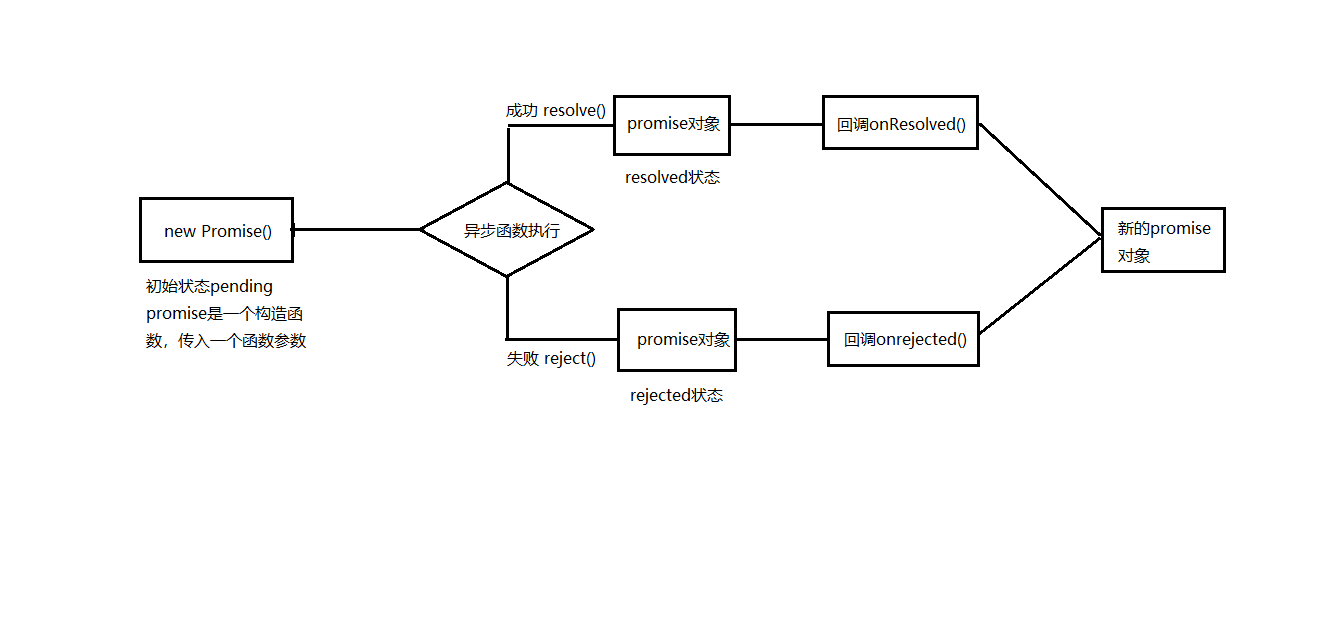 成功 resolve()
promise对象
回调onResolved()
resolved状态
new Promise()
异步函数执行
新的promise
对象
初始状态pending
promise是一个构造函
数，传入一个函数参数
失败 reject()
promise对象
回调onrejected()
rejected状态